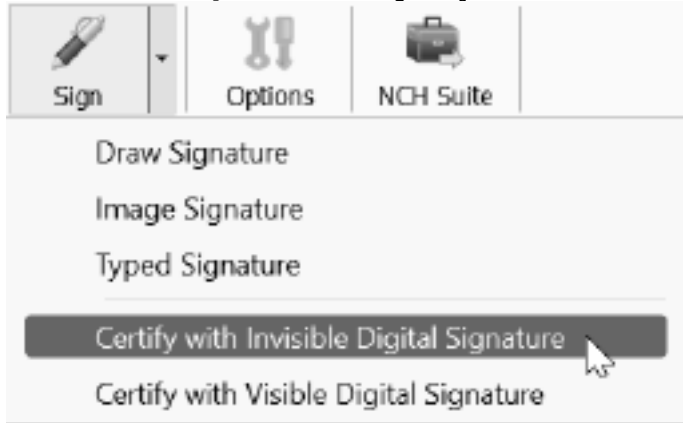 Sign
Options
NCH Suite
Draw Signature
Image Signature
Typed Signature
Certify with Invisible Digital Signature
Certify with Visible Digital Signature